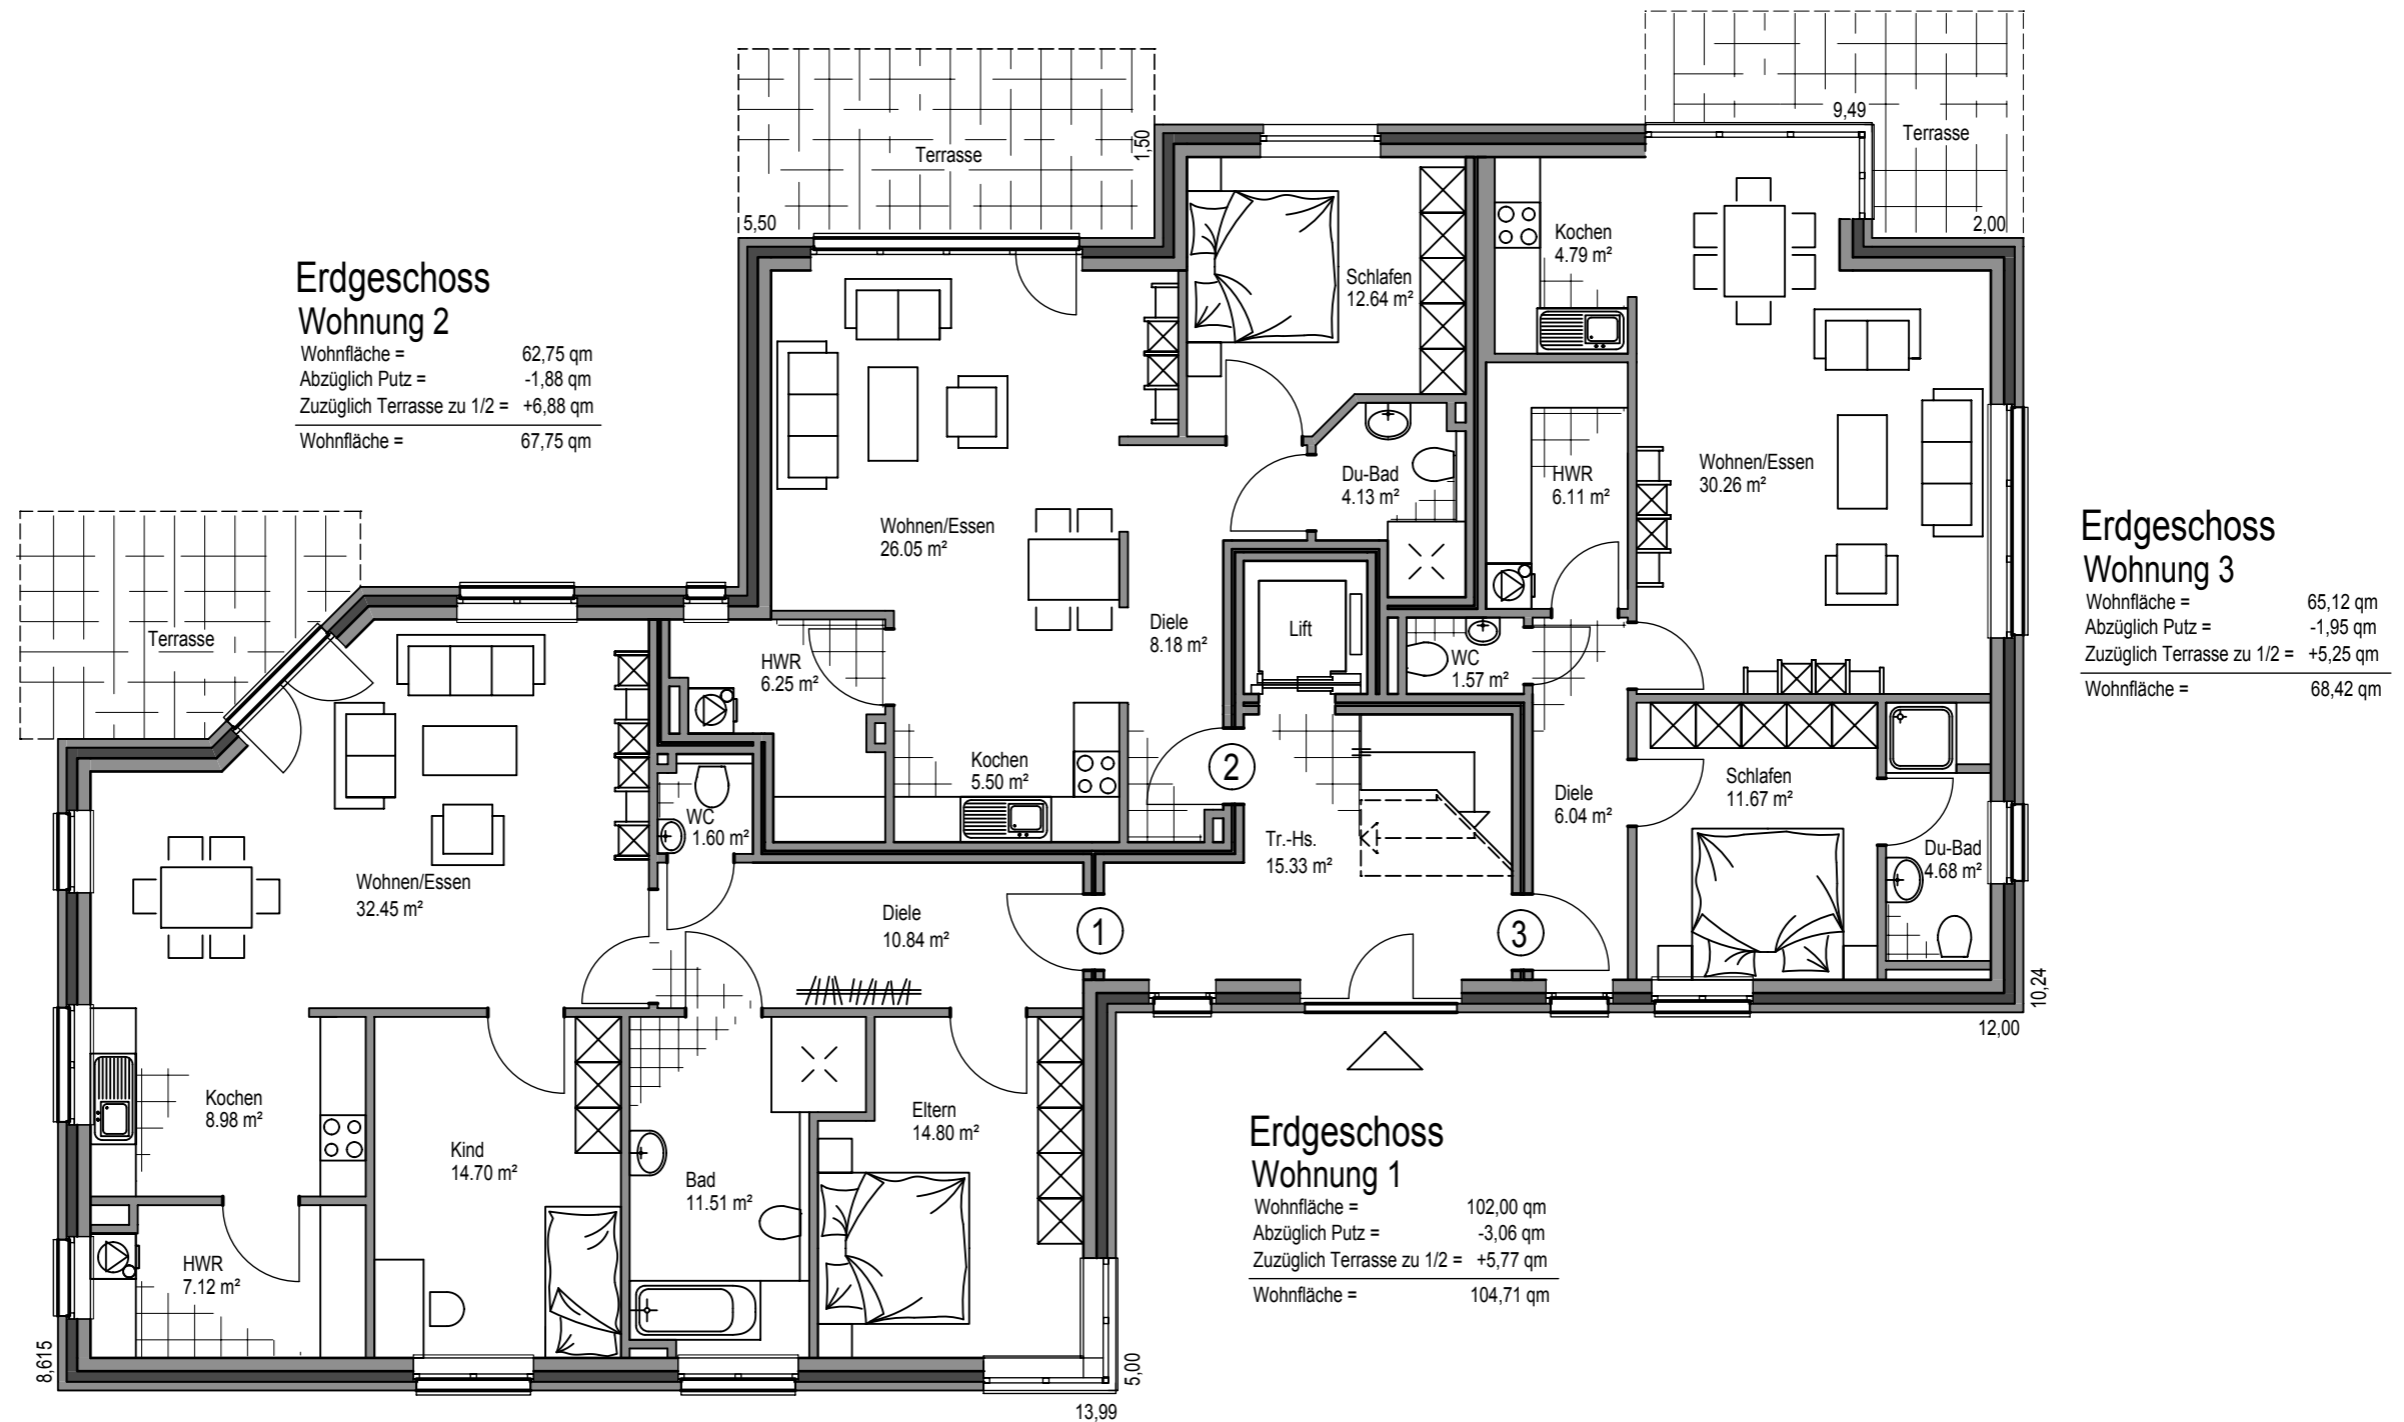 9,49
Terrasse
Terrasse
1,50
5,50
2,00
Erdgeschoss
Wohnung 2
Wohnfläche = 62,75 qm
Abzüglich Putz = -1,88 qm
Zuzüglich Terrasse zu 1/2 = +6,88 qm
Wohnfläche = 67,75 qm
Kochen
4.79 m²
Schlafen
12.64 m²
Du-Bad
4.13 m²
HWR
6.11 m²
Wohnen/Essen
30.26 m²
Wohnen/Essen
26.05 m²
Erdgeschoss
Wohnung 3
Wohnfläche = 65,12 qm
Abzüglich Putz = -1,95 qm
Zuzüglich Terrasse zu 1/2 = +5,25 qm
Wohnfläche = 68,42 qm
Terrasse
Diele
8.18 m²
Lift
HWR
6.25 m²
WC
1.57 m²
Kochen
5.50 m²
2
Schlafen
11.67 m²
Diele
6.04 m²
WC
1.60 m²
Tr.-Hs.
15.33 m²
Du-Bad
4.68 m²
Wohnen/Essen
32.45 m²
Diele
10.84 m²
1
3
10,24
12,00
Kochen
8.98 m²
Kind
14.70 m²
Eltern
14.80 m²
Bad
11.51 m²
HWR
7.12 m²
Erdgeschoss
Wohnung 1
Wohnfläche = 102,00 qm
Abzüglich Putz = -3,06 qm
Zuzüglich Terrasse zu 1/2 = +5,77 qm
Wohnfläche = 104,71 qm
8,615
5,00
13,99